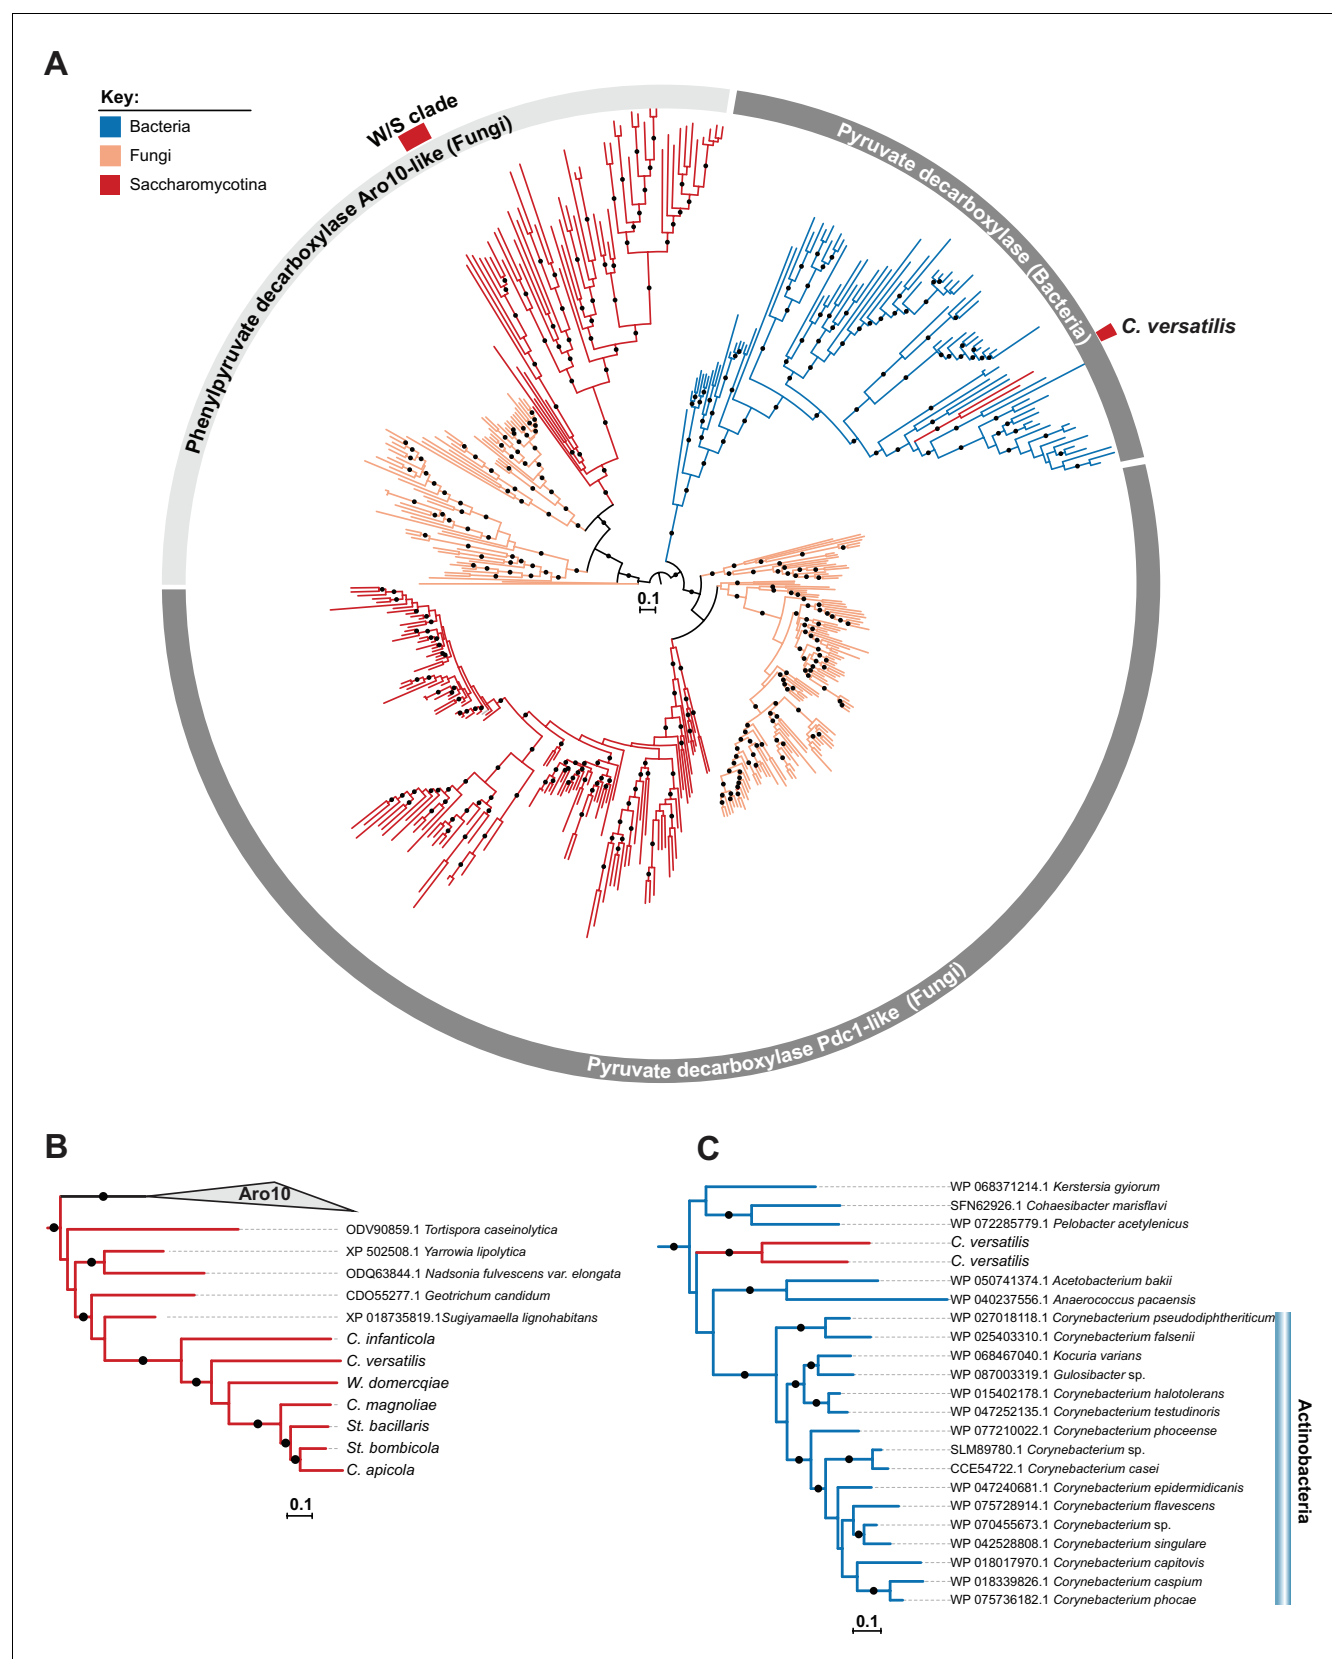 A
Key:
Bacteria
Fungi
Saccharomycotina
W/S clade
Phenylpyruvate decarboxylase Aro10-like (Fungi)
Pyruvate decarboxylase (Bacteria)
C. versatilis
0.1
Pyruvate decarboxylase Pdc1-like (Fungi)
B
Aro10
ODV90859.1 Tortispora caseinolytica
XP 502508.1 Yarrowia lipolytica
ODQ63844.1 Nadsonia fulvescens var. elongata
CDO55277.1 Geotrichum candidum
XP 018735819.1Sugiyamaella lignohabitans
C. infanticola
C. versatilis
W. domercqiae
C. magnoliae
St. bacillaris
St. bombicola
C. apicola
0.1
C
WP 068371214.1 Kerstersia gyiorum
SFN62926.1 Cohaesibacter marisflavi
WP 072285779.1 Pelobacter acetylenicus
C. versatilis
C. versatilis
WP 050741374.1 Acetobacterium bakii
WP 040237556.1 Anaerococcus pacaensis
WP 027018118.1 Corynebacterium pseudodiphtheriticum
WP 025403310.1 Corynebacterium falsenii
WP 068467040.1 Kocuria varians
WP 087003319.1 Gulosibacter sp.
WP 015402178.1 Corynebacterium halotolerans
WP 047252135.1 Corynebacterium testudinoris
WP 077210022.1 Corynebacterium phoceense
SLM89780.1 Corynebacterium sp.
CCE54722.1 Corynebacterium casei
WP 047240681.1 Corynebacterium epidermidicanis
WP 075728914.1 Corynebacterium flavescens
WP 070455673.1 Corynebacterium sp.
WP 042528808.1 Corynebacterium singulare
WP 018017970.1 Corynebacterium capitovis
WP 018339826.1 Corynebacterium caspium
WP 075736182.1 Corynebacterium phocae
Actinobacteria
0.1